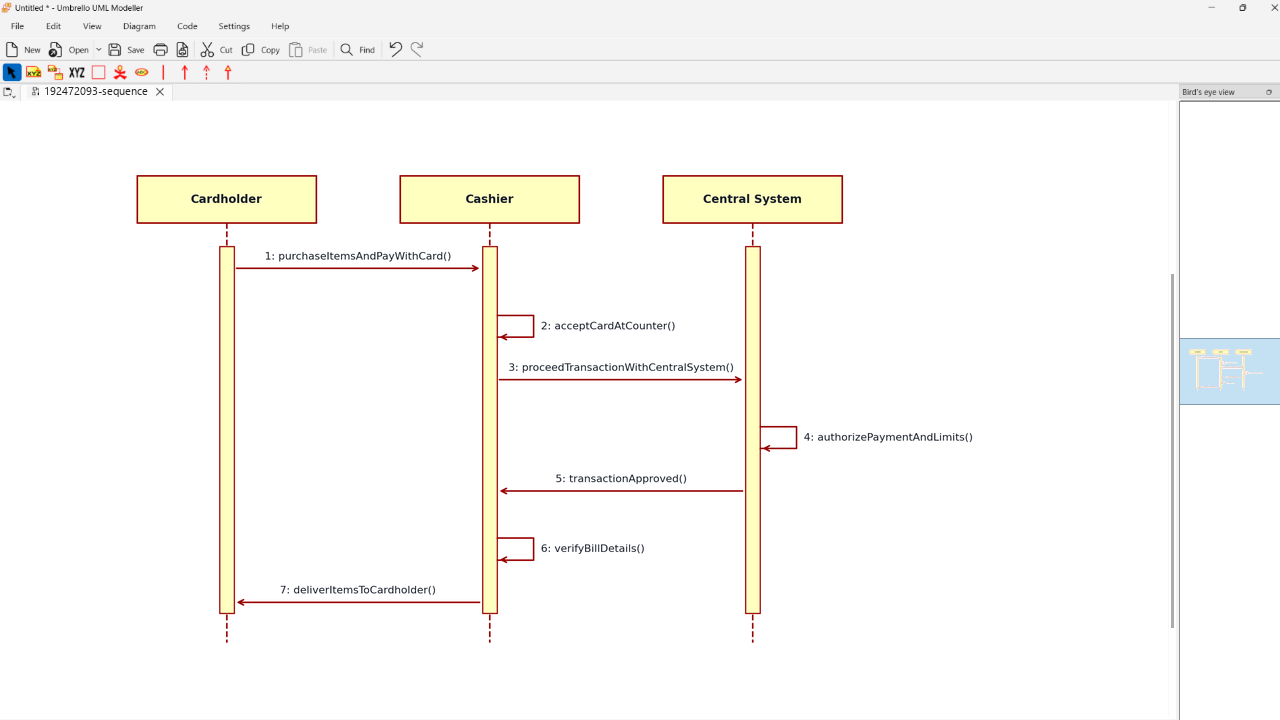 Untitled * - Umbrello UML Modeller
File Edit View Diagram Code Settings Help
New Open Save Cut Copy Paste Find
XYZ XYZ
192472093-sequence
Bird's eye view
Cardholder Cashier Central System
1: purchaseItemsAndPayWithCard()
2: acceptCardAtCounter()
3: proceedTransactionWithCentralSystem()
4: authorizePaymentAndLimits()
5: transactionApproved()
6: verifyBillDetails()
7: deliverItemsToCardholder()